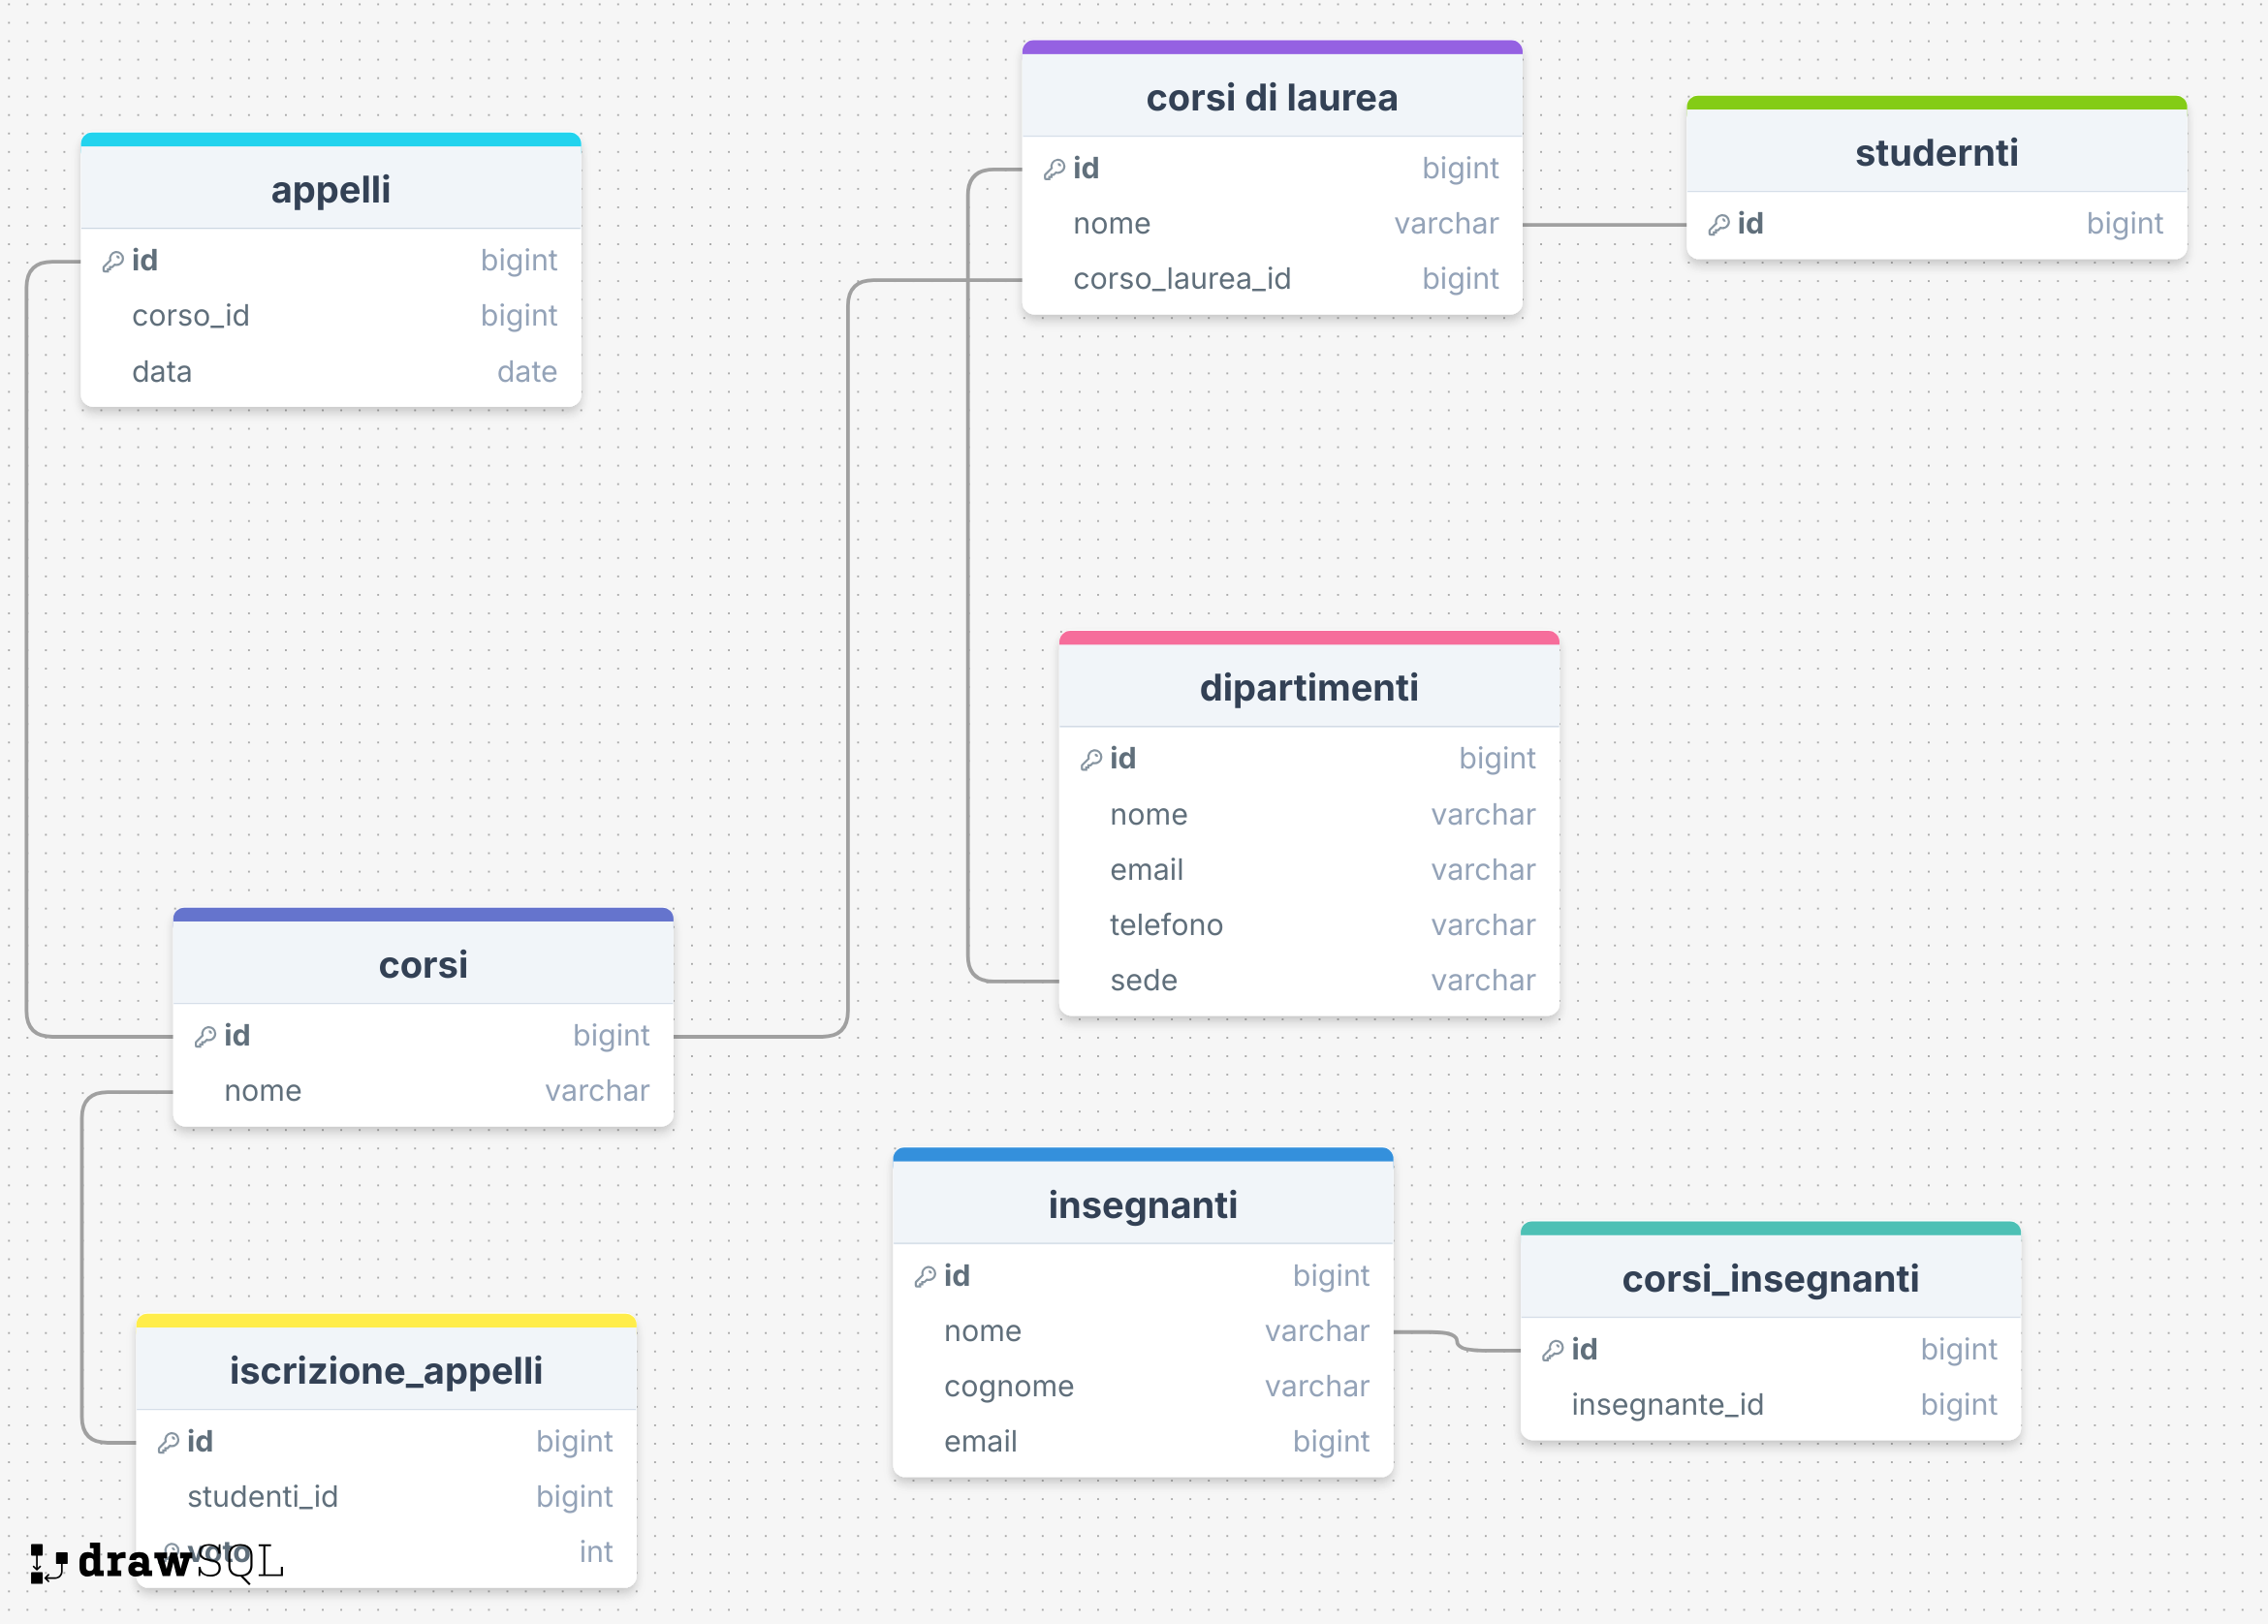 appelli
id bigint
corso_id bigint
data date
corsi di laurea
id bigint
nome varchar
corso_laurea_id bigint
studernti
id bigint
dipartimenti
id bigint
nome varchar
email varchar
telefono varchar
sede varchar
corsi
id bigint
nome varchar
insegnanti
id bigint
nome varchar
cognome varchar
email bigint
corsi_insegnanti
id bigint
insegnante_id bigint
iscrizione_appelli
id bigint
studenti_id bigint
voto int
drawSQL